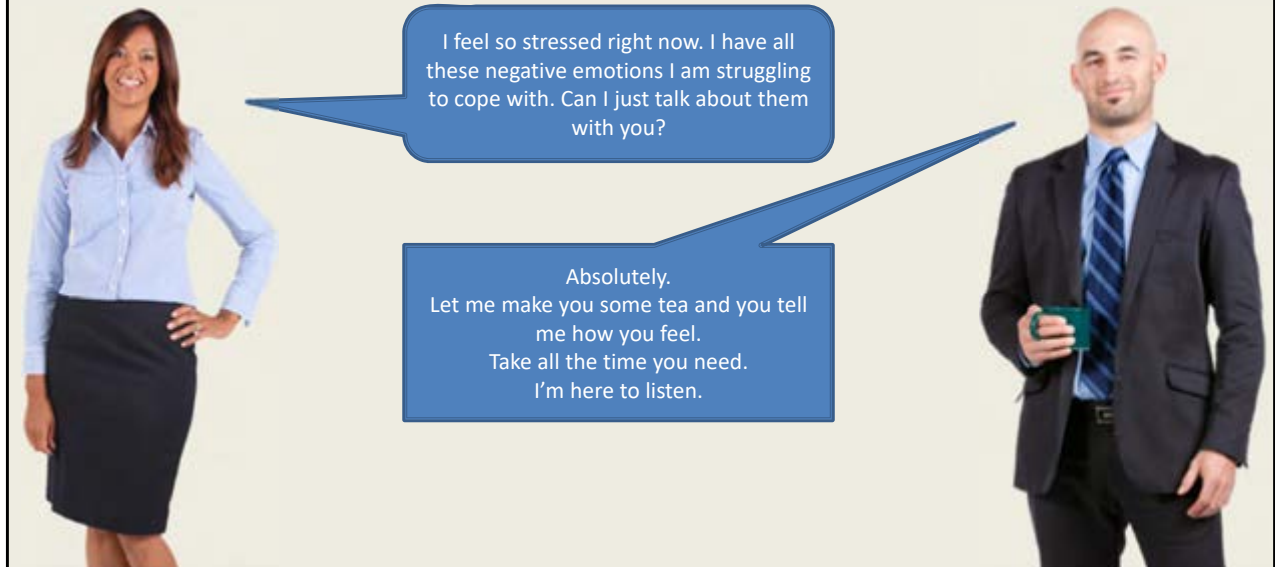 I feel so stressed right now. I have all
these negative emotions I am struggling
to cope with. Can I just talk about them
with you?
Absolutely.
Let me make you some tea and you tell
me how you feel.
Take all the time you need.
I’m here to listen.